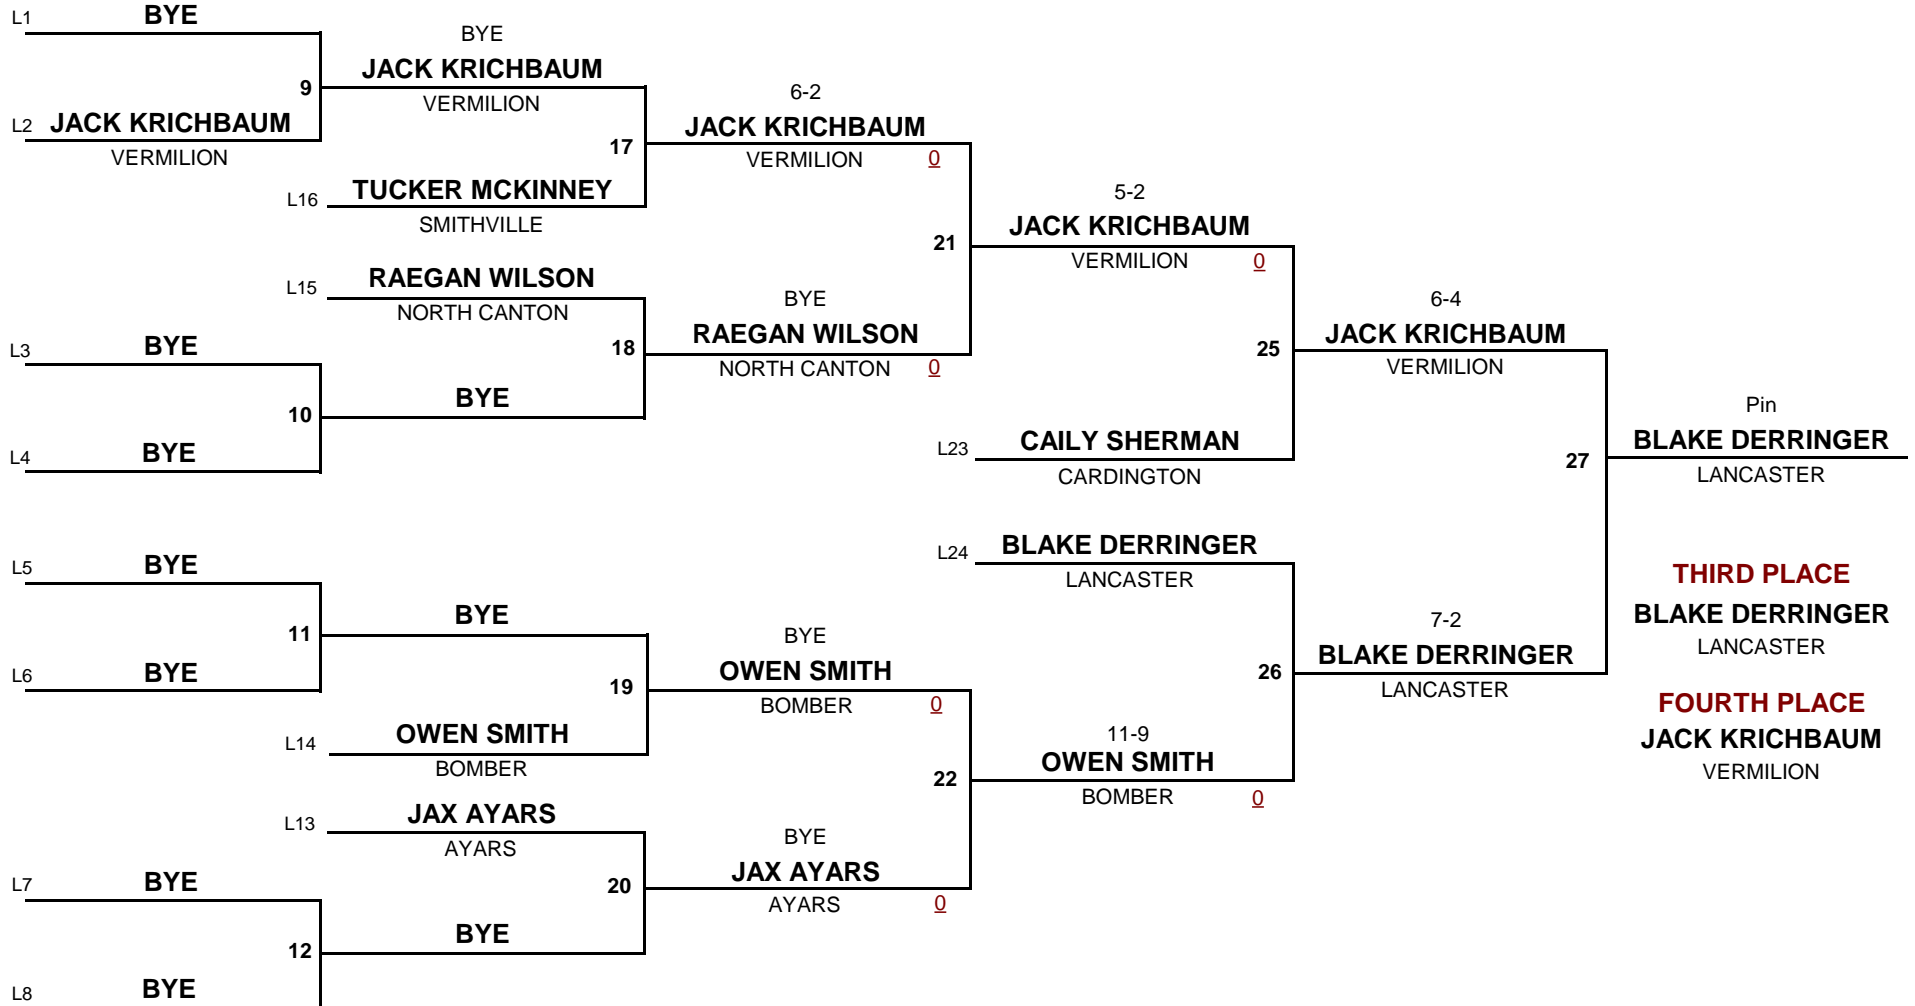 L1 BYE
BYE
JACK KRICHBAUM
9
VERMILION
L2 JACK KRICHBAUM
VERMILION
6-2
JACK KRICHBAUM
17
VERMILION 0
L16 TUCKER MCKINNEY
SMITHVILLE
5-2
JACK KRICHBAUM
21
VERMILION 0
L15 RAEGAN WILSON
NORTH CANTON
BYE
RAEGAN WILSON
18
NORTH CANTON 0
L3 BYE
10
BYE
L4 BYE
6-4
JACK KRICHBAUM
25
VERMILION
L23 CAILY SHERMAN
CARDINGTON
Pin
BLAKE DERRINGER
27
LANCASTER
L24 BLAKE DERRINGER
LANCASTER
L5 BYE
11
BYE
L6 BYE
BYE
OWEN SMITH
19
BOMBER 0
L14 OWEN SMITH
BOMBER
7-2
BLAKE DERRINGER
26
LANCASTER
11-9
OWEN SMITH
22
BOMBER 0
L13 JAX AYARS
AYARS
BYE
JAX AYARS
20
AYARS 0
L7 BYE
12
BYE
L8 BYE
THIRD PLACE
BLAKE DERRINGER
LANCASTER
FOURTH PLACE
JACK KRICHBAUM
VERMILION